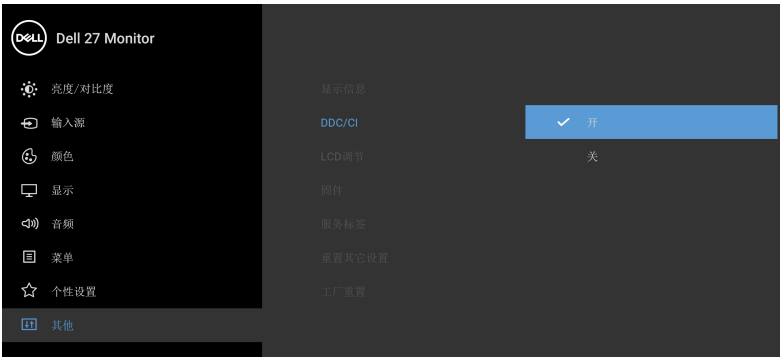 DELL
Dell 27 Monitor
亮度/对比度
输入源
颜色
显示
音频
菜单
个性设置
其他
显示信息
DDC/CI
LCD调节
固件
服务标签
重置其它设置
工厂重置
开
关